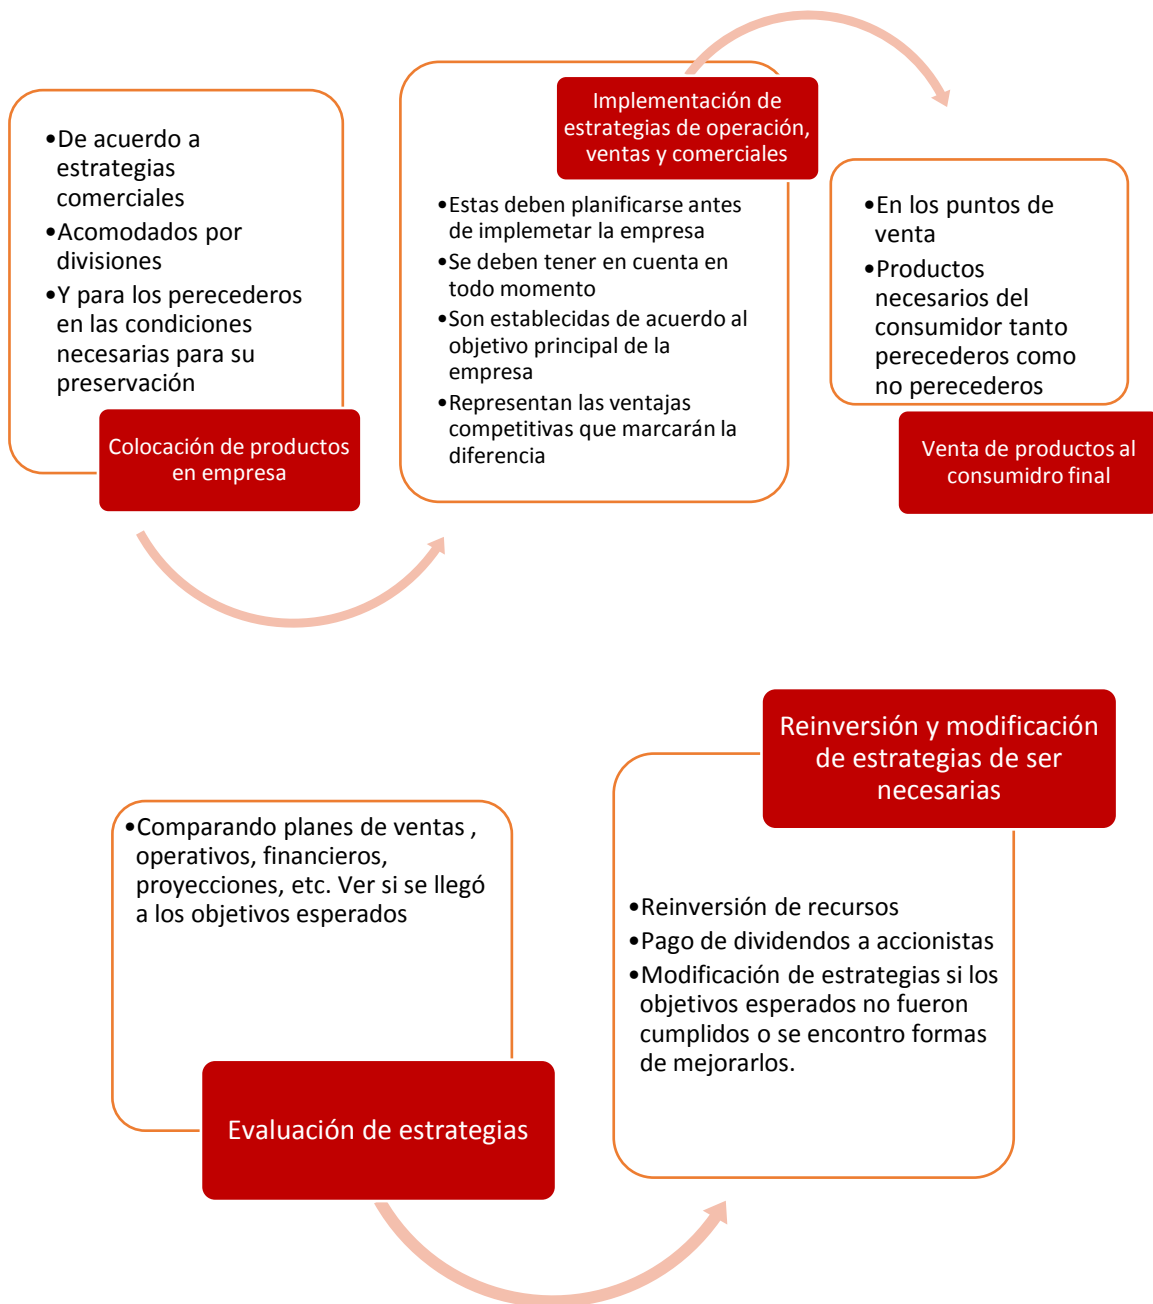 •De acuerdo a
estrategias
comerciales
•Acomodados por
divisiones
•Y para los perecederos
en las condiciones
necesarias para su
preservación
Colocación de productos
en empresa
Implementación de
estrategias de operación,
ventas y comerciales
•Estas deben planificarse antes
de implemetar la empresa
•Se deben tener en cuenta en
todo momento
•Son establecidas de acuerdo al
objetivo principal de la
empresa
•Representan las ventajas
competitivas que marcarán la
diferencia
•En los puntos de
venta
•Productos
necesarios del
consumidor tanto
perecederos como
no perecederos
Venta de productos al
consumidro final
•Comparando planes de ventas ,
operativos, financieros,
proyecciones, etc. Ver si se llegó
a los objetivos esperados
Evaluación de estrategias
Reinversión y modificación
de estrategias de ser
necesarias
•Reinversión de recursos
•Pago de dividendos a accionistas
•Modificación de estrategias si los
objetivos esperados no fueron
cumplidos o se encontro formas
de mejorarlos.